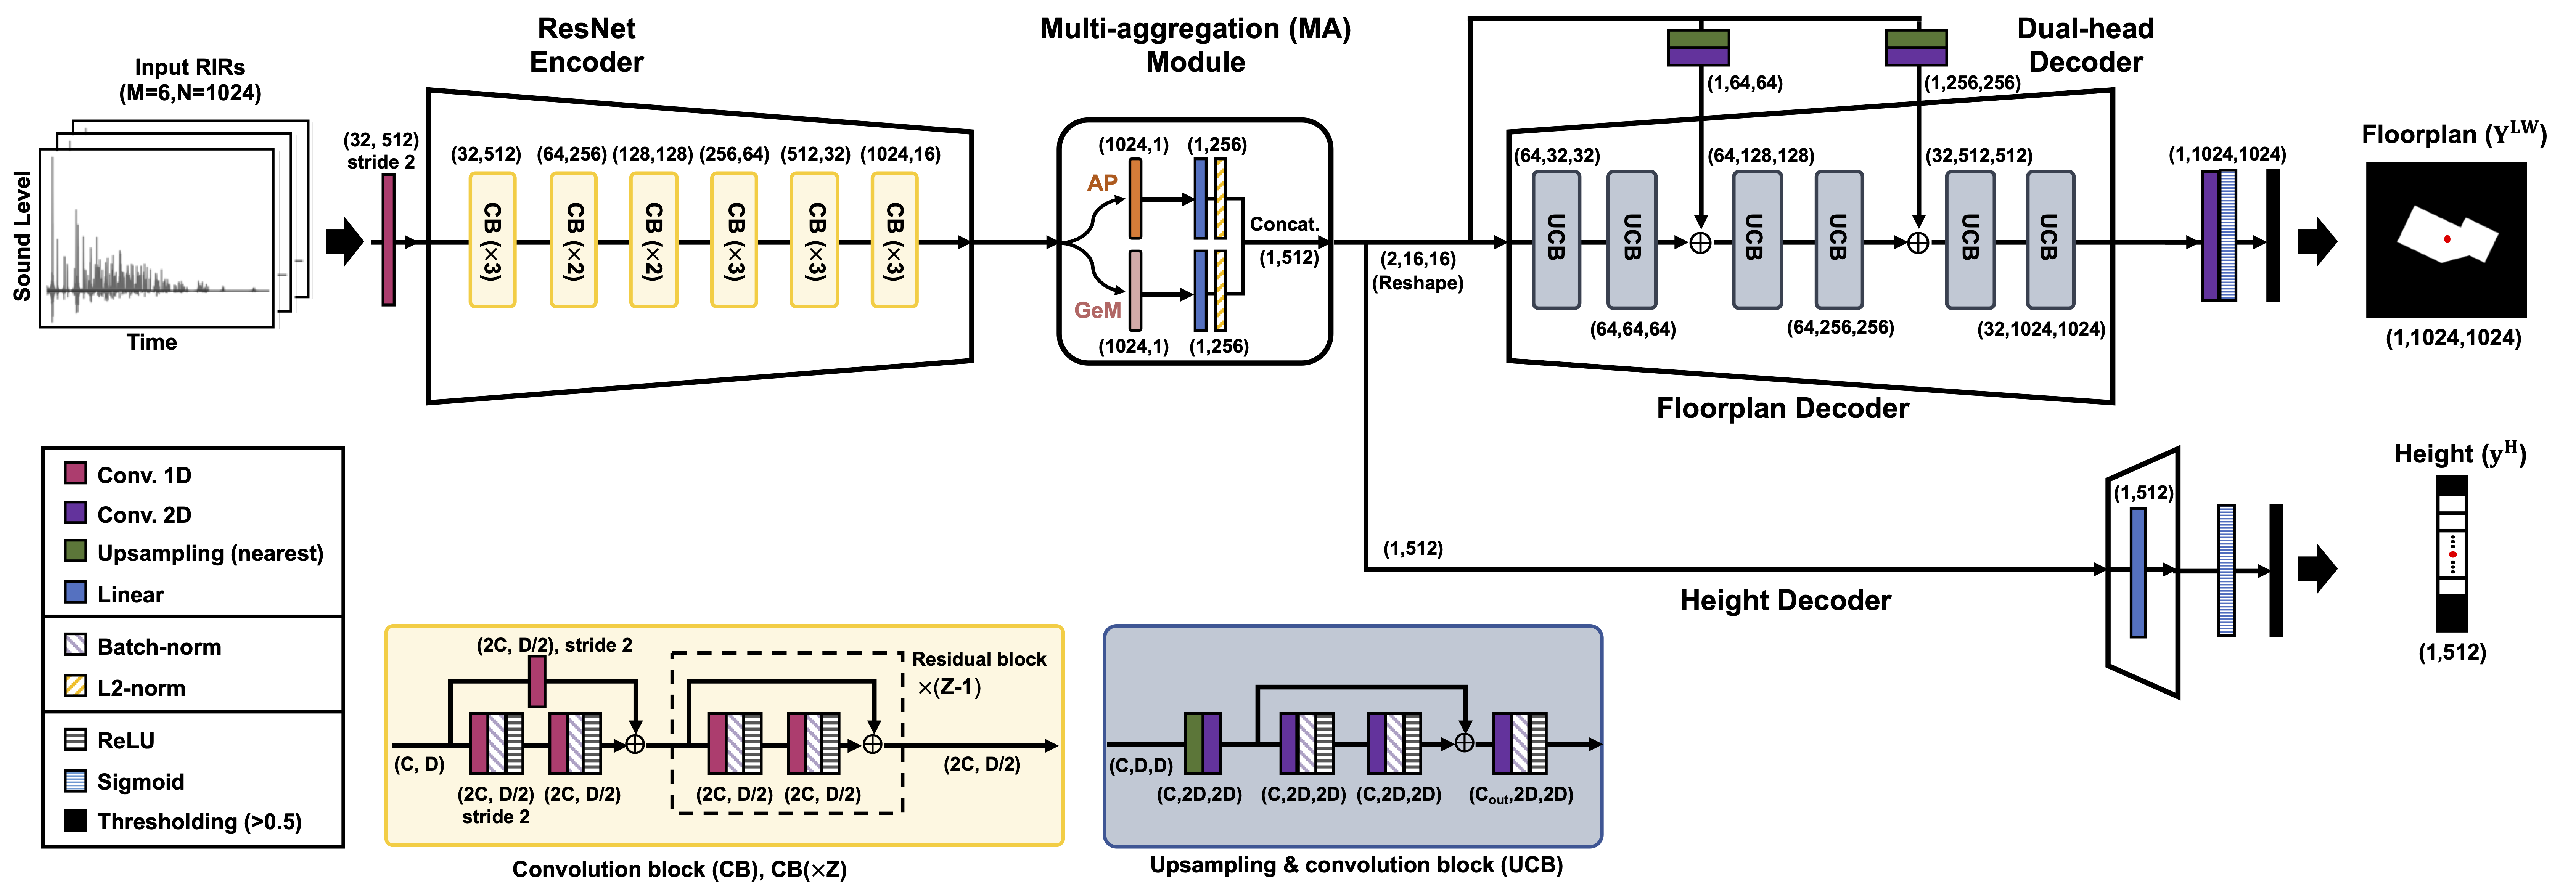 Input RIRs
(M=6,N=1024)
Sound Level
Time
(32, 512)
stride 2
ResNet
Encoder
(32,512)
(64,256)
(128,128)
(256,64)
(512,32)
(1024,16)
CB (×3)
CB (×2)
CB (×2)
CB (×3)
CB (×3)
CB (×3)
Multi-aggregation (MA)
Module
(1024,1)
(1,256)
AP
GeM
(1024,1)
(1,256)
Concat.
(1,512)
(2,16,16)
(Reshape)
Dual-head
Decoder
(1,64,64)
(1,256,256)
(64,32,32)
(64,128,128)
(32,512,512)
UCB
UCB
UCB
UCB
UCB
UCB
(64,64,64)
(64,256,256)
(32,1024,1024)
Floorplan Decoder
(1,1024,1024)
Floorplan (Y^LW)
(1,1024,1024)
(1,512)
Height Decoder
(1,512)
Height (y^H)
(1,512)
Conv. 1D
Conv. 2D
Upsampling (nearest)
Linear
Batch-norm
L2-norm
ReLU
Sigmoid
Thresholding (>0.5)
(2C, D/2), stride 2
Residual block
×(Z-1)
(C, D)
(2C, D/2)
stride 2
(2C, D/2)
(2C, D/2)
(2C, D/2)
(2C, D/2)
Convolution block (CB), CB(×Z)
(C,D,D)
(C,2D,2D)
(C,2D,2D)
(C,2D,2D)
(C_out,2D,2D)
Upsampling & convolution block (UCB)